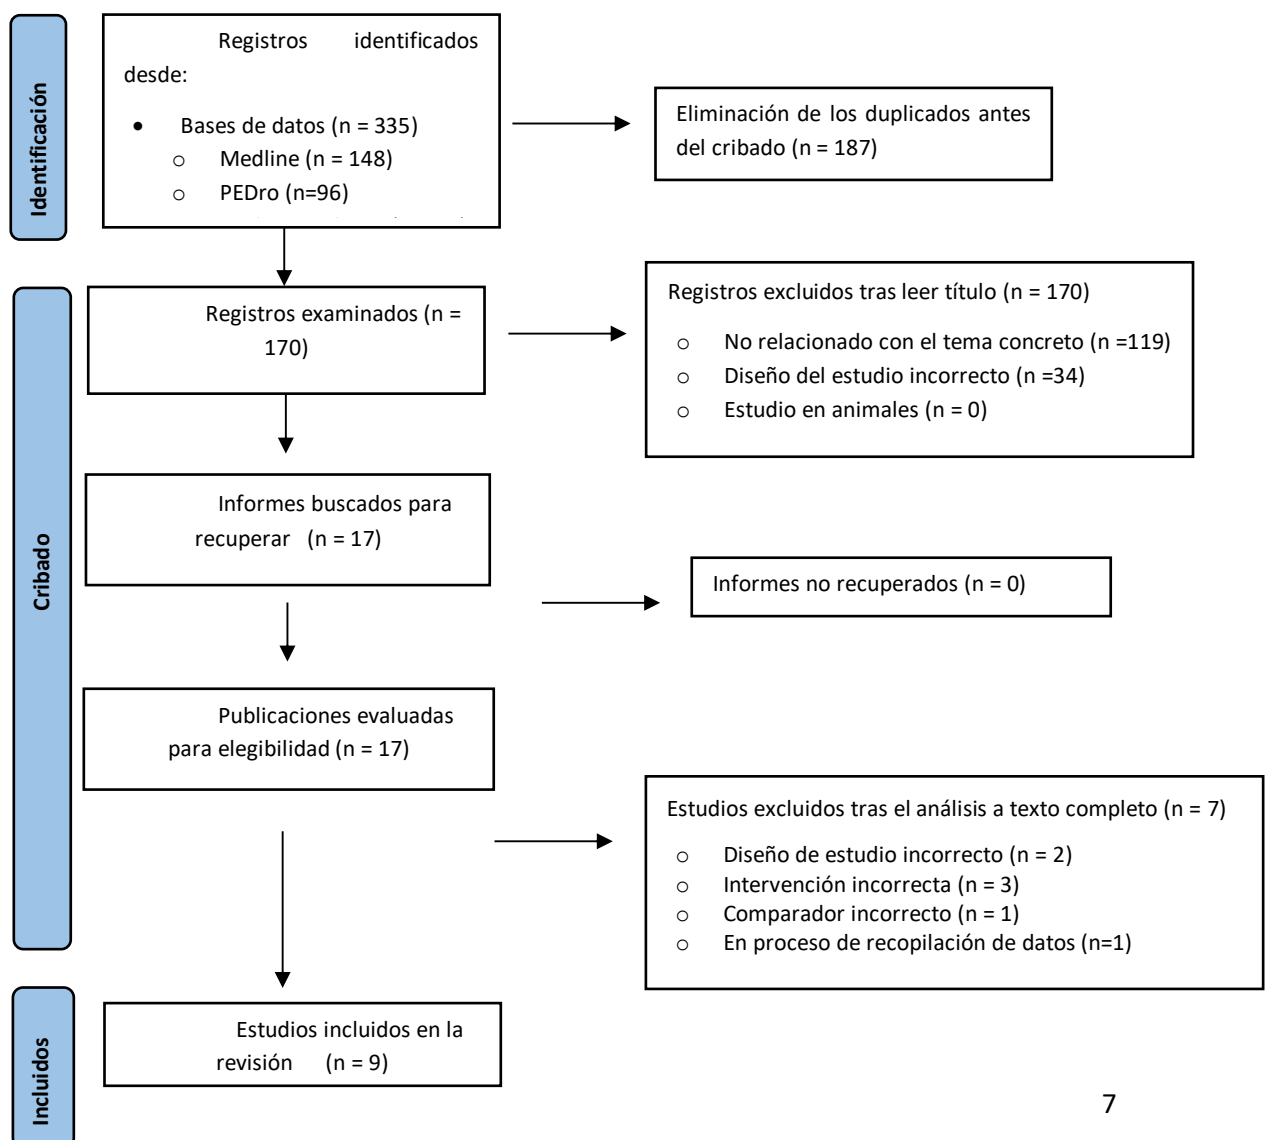 Identificación
Registros identificados
desde:
• Bases de datos (n = 335)
o Medline (n = 148)
o PEDro (n=96)
Eliminación de los duplicados antes
del cribado (n = 187)
Cribado
Registros examinados (n =
170)
Registros excluidos tras leer título (n = 170)
o No relacionado con el tema concreto (n =119)
o Diseño del estudio incorrecto (n =34)
o Estudio en animales (n = 0)
Informes buscados para
recuperar (n = 17)
Informes no recuperados (n = 0)
Publicaciones evaluadas
para elegibilidad (n = 17)
Estudios excluidos tras el análisis a texto completo (n = 7)
o Diseño de estudio incorrecto (n = 2)
o Intervención incorrecta (n = 3)
o Comparador incorrecto (n = 1)
o En proceso de recopilación de datos (n=1)
Incluidos
Estudios incluidos en la
revisión (n = 9)
7